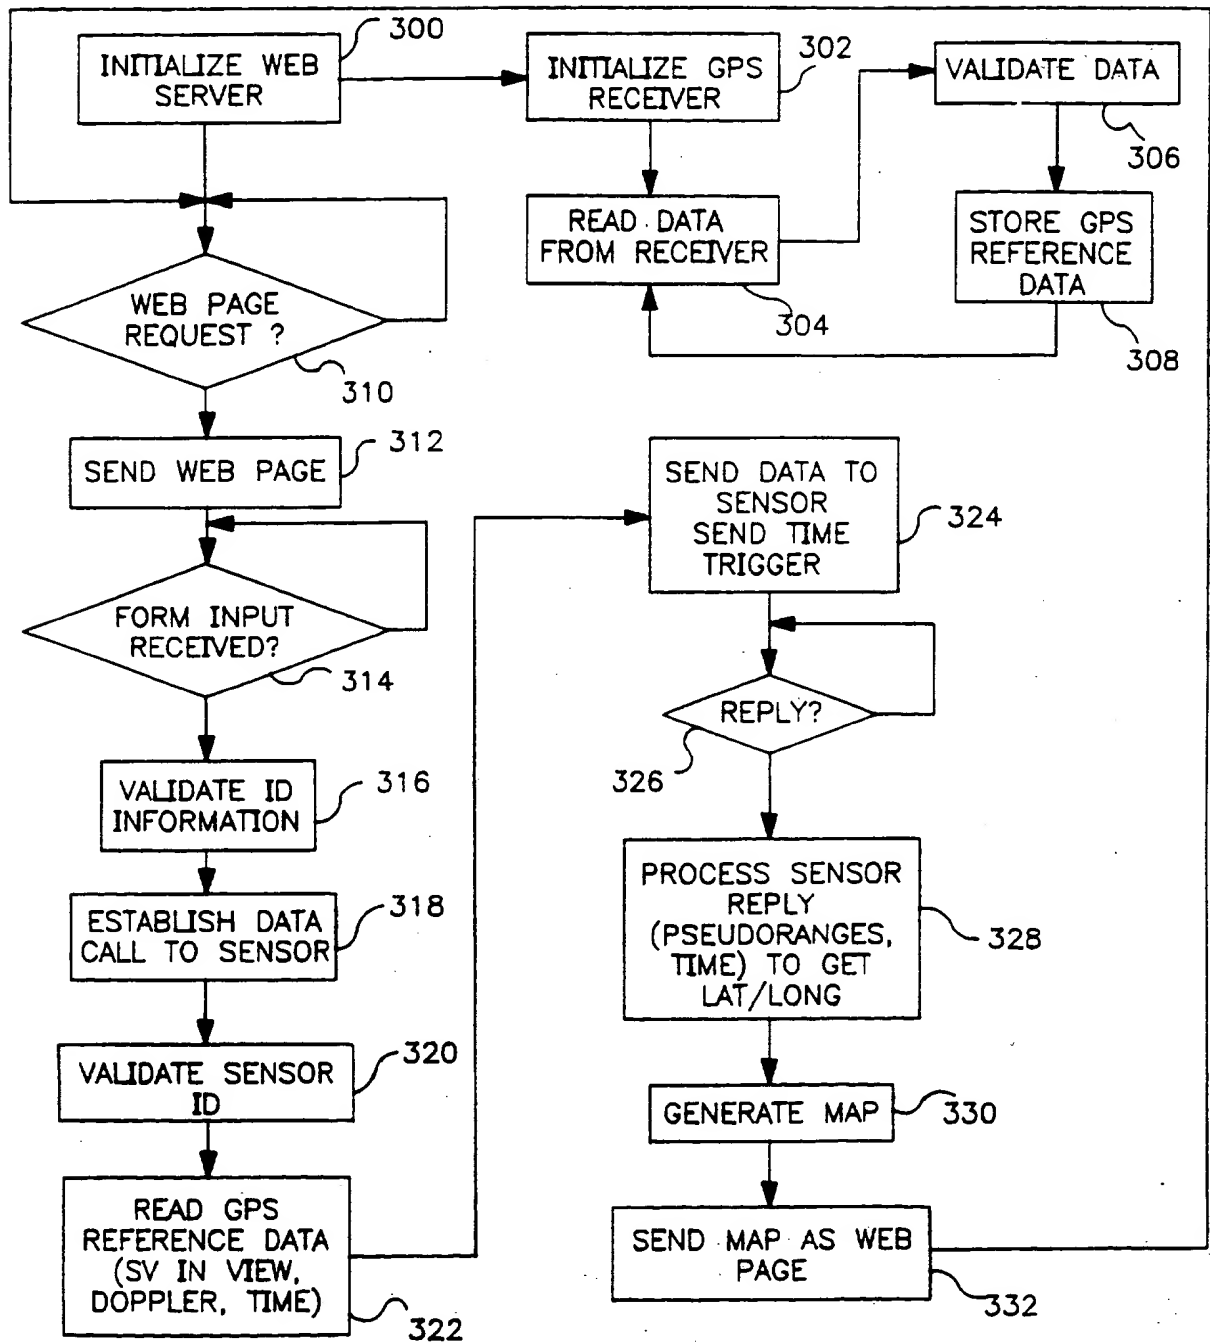 300
INITIALIZE WEB
SERVER
302
INITIALIZE GPS
RECEIVER
VALIDATE DATA
306
READ DATA
FROM RECEIVER
304
STORE GPS
REFERENCE
DATA
308
WEB PAGE
REQUEST ?
310
312
SEND WEB PAGE
FORM INPUT
RECEIVED?
314
VALIDATE ID
INFORMATION
316
ESTABLISH DATA
CALL TO SENSOR
318
VALIDATE SENSOR
ID
320
READ GPS
REFERENCE DATA
(SV IN VIEW,
DOPPLER, TIME)
322
SEND DATA TO
SENSOR
SEND TIME
TRIGGER
324
REPLY?
326
PROCESS SENSOR
REPLY
(PSEUDORANGES,
TIME) TO GET
LAT/LONG
328
GENERATE MAP
330
SEND MAP AS WEB
PAGE
332